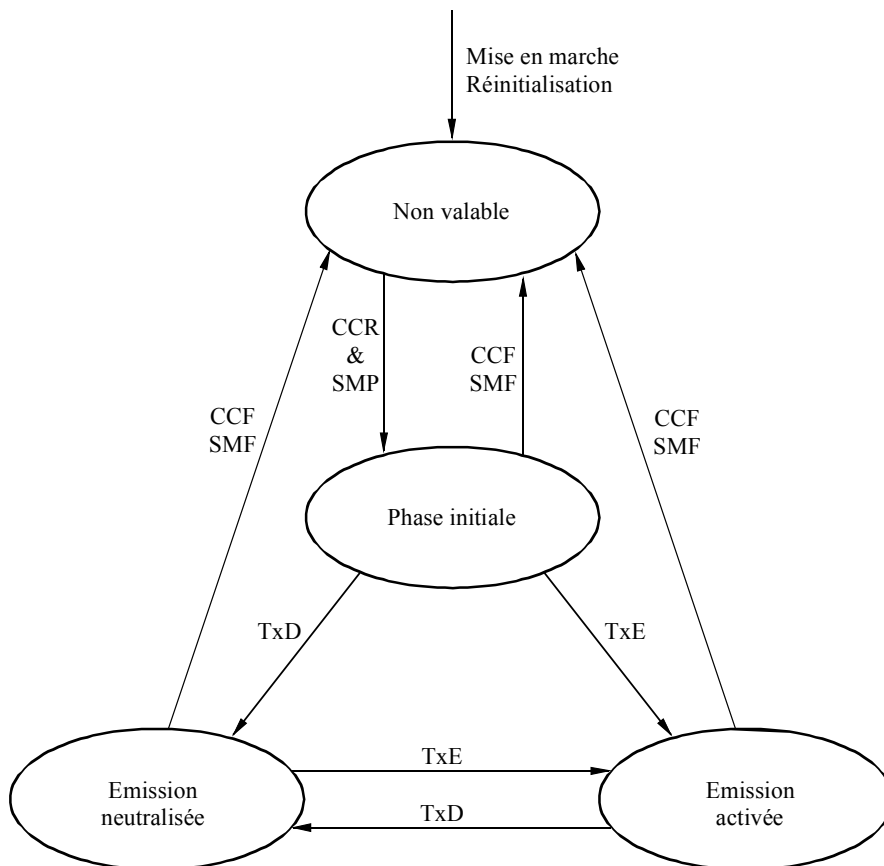 Mise en marche
Réinitialisation
Non valable
CCR
&
SMP
CCF
SMF
CCF
SMF
CCF
SMF
Phase initiale
TxD
TxE
Emission
neutralisée
TxE
TxD
Emission
activée